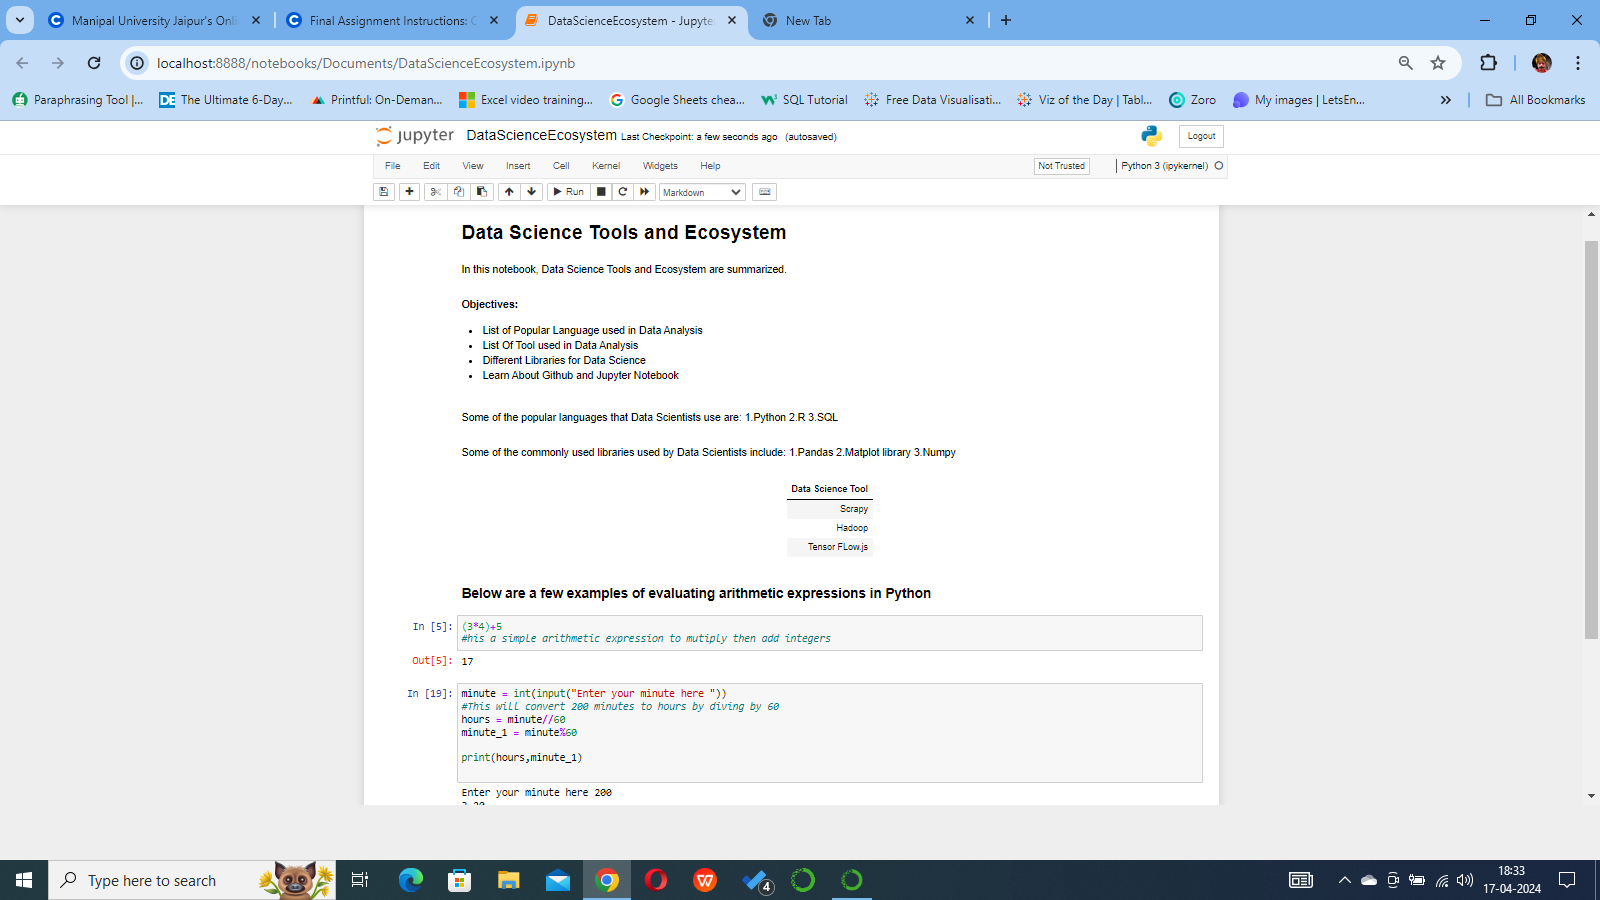 Manipal University Jaipur's Onli
Final Assignment Instructions: C
DataScienceEcosystem - Jupyte
New Tab
localhost:8888/notebooks/Documents/DataScienceEcosystem.ipynb
Paraphrasing Tool |...
DE The Ultimate 6-Day...
Printful: On-Deman...
Excel video training...
Google Sheets chea...
SQL Tutorial
Free Data Visualisati...
Viz of the Day | Tabl...
Zoro
My images | LetsEn...
All Bookmarks
jupyter DataScienceEcosystem Last Checkpoint: a few seconds ago (autosaved)
Logout
File Edit View Insert Cell Kernel Widgets Help
Not Trusted
Python 3 (ipykernel)
Run
Markdown
Data Science Tools and Ecosystem
In this notebook, Data Science Tools and Ecosystem are summarized.
Objectives:
• List of Popular Language used in Data Analysis
• List Of Tool used in Data Analysis
• Different Libraries for Data Science
• Learn About Github and Jupyter Notebook
Some of the popular languages that Data Scientists use are: 1.Python 2.R 3.SQL
Some of the commonly used libraries used by Data Scientists include: 1.Pandas 2.Matplot library 3.Numpy
Data Science Tool
Scrapy
Hadoop
Tensor FLow.js
Below are a few examples of evaluating arithmetic expressions in Python
In [5]: (3*4)+5
#his a simple arithmetic expression to mutiply then add integers
Out[5]: 17
In [19]: minute = int(input("Enter your minute here "))
#This will convert 200 minutes to hours by diving by 60
hours = minute//60
minute_1 = minute%60
print(hours,minute_1)
Enter your minute here 200
3 20
Type here to search
4
18:33
17-04-2024